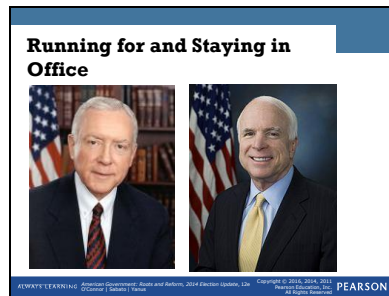 Running for and Staying in
Office
ALWAYS LEARNING
American Government: Roots and Reform, 2014 Election Update, 12e
O'Connor | Sabato | Yanus
Copyright © 2016, 2014, 2011
Pearson Education, Inc.
All Rights Reserved
PEARSON